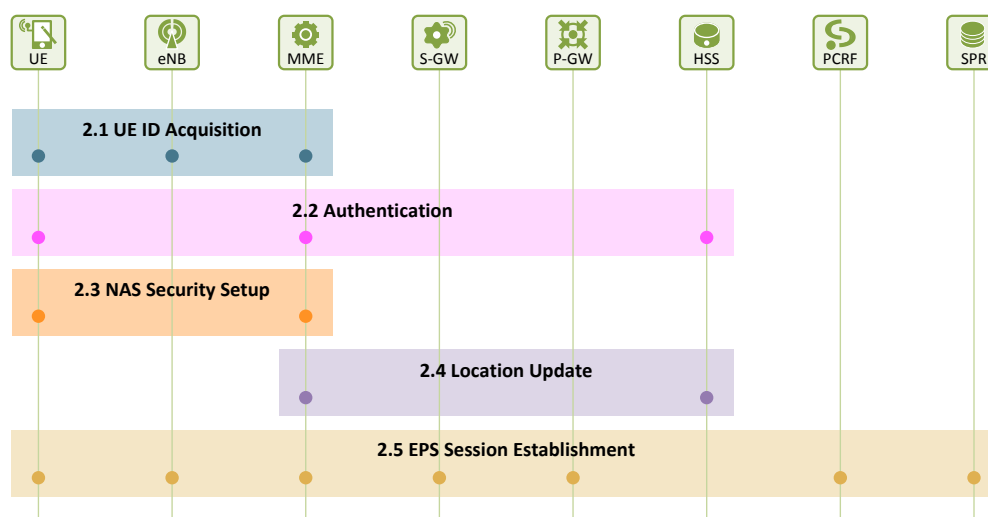 UE eNB MME S-GW P-GW HSS PCRF SPR
2.1 UE ID Acquisition
2.2 Authentication
2.3 NAS Security Setup
2.4 Location Update
2.5 EPS Session Establishment